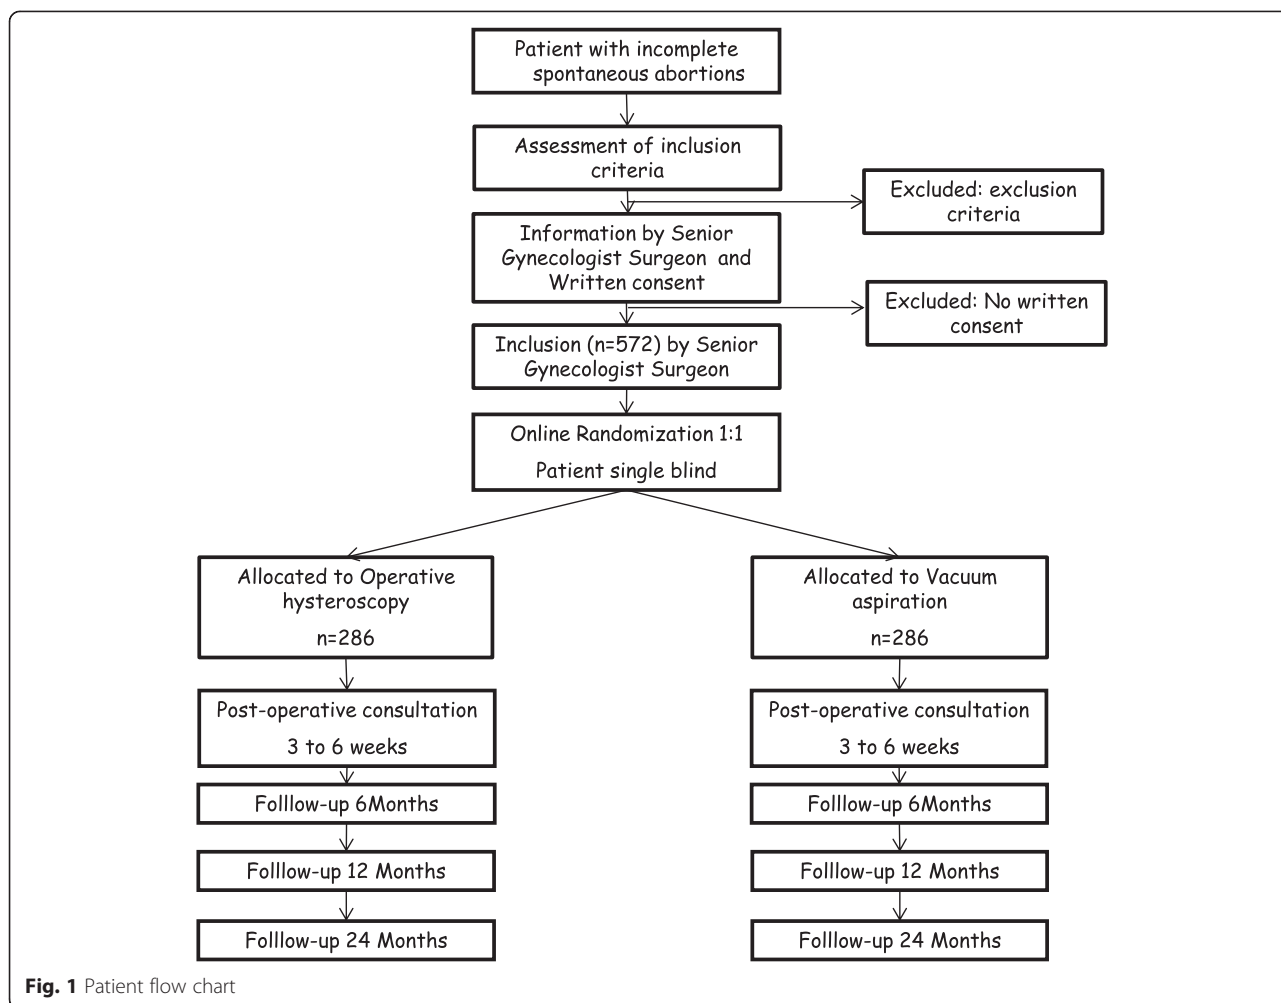 Patient with incomplete
spontaneous abortions
Assessment of inclusion
criteria
Excluded: exclusion
criteria
Information by Senior
Gynecologist Surgeon and
Written consent
Excluded: No written
consent
Inclusion (n=572) by Senior
Gynecologist Surgeon
Online Randomization 1:1
Patient single blind
Allocated to Operative
hysteroscopy
n=286
Allocated to Vacuum
aspiration
n=286
Post-operative consultation
3 to 6 weeks
Post-operative consultation
3 to 6 weeks
Folllow-up 6Months
Folllow-up 6Months
Folllow-up 12 Months
Folllow-up 12 Months
Folllow-up 24 Months
Folllow-up 24 Months
Fig. 1 Patient flow chart